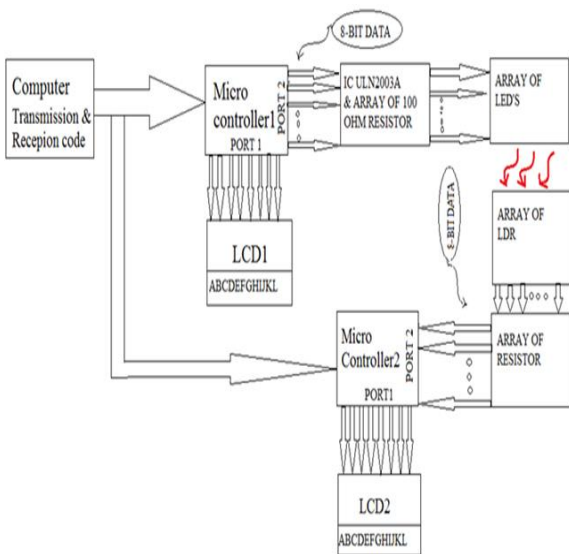 8-BIT DATA
Computer
Transmission &
Recepion code
Micro
controller1
PORT 2
PORT 1
IC ULN2003A
& ARRAY OF 100
OHM RESISTOR
ARRAY OF
LED'S
LCD1
ABCDEFGHIJKL
8-BIT DATA
ARRAY OF
LDR
Micro
Controller2
PORT 2
PORT1
ARRAY OF
RESISTOR
LCD2
ABCDEFGHIJKL